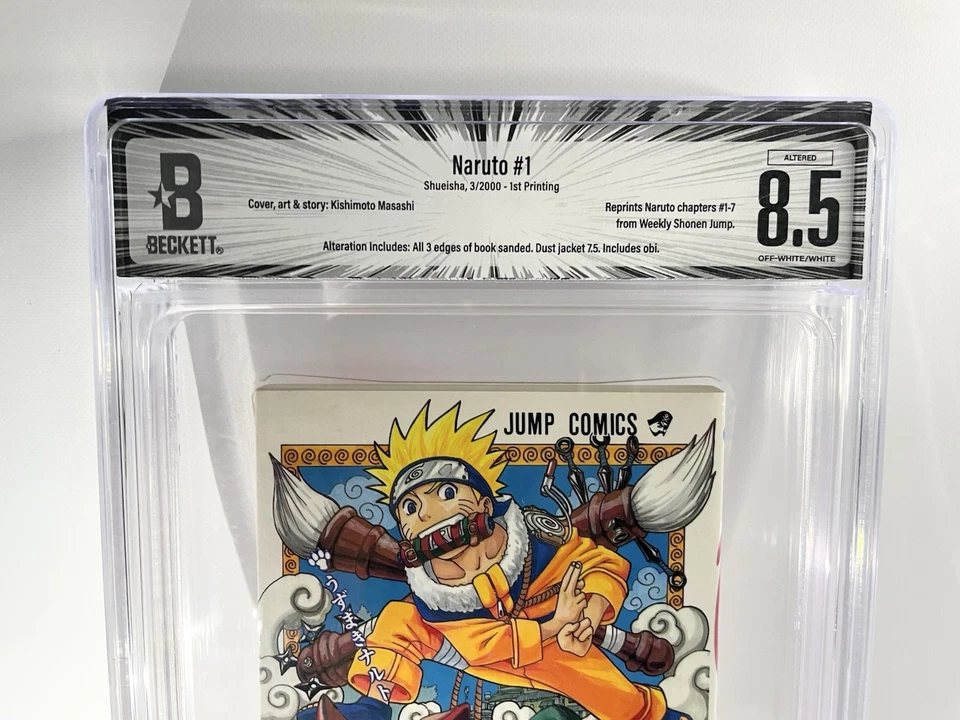 Naruto #1
Shueisha, 3/2000 - 1st Printing
Cover, art & story: Kishimoto Masashi
Reprints Naruto chapters #1-7
from Weekly Shonen Jump.
Alteration Includes: All 3 edges of book sanded. Dust jacket 7.5. Includes obi.
B
BECKETT®
ALTERED
8.5
OFF-WHITE/WHITE
JUMP COMICS
うずまきナルト